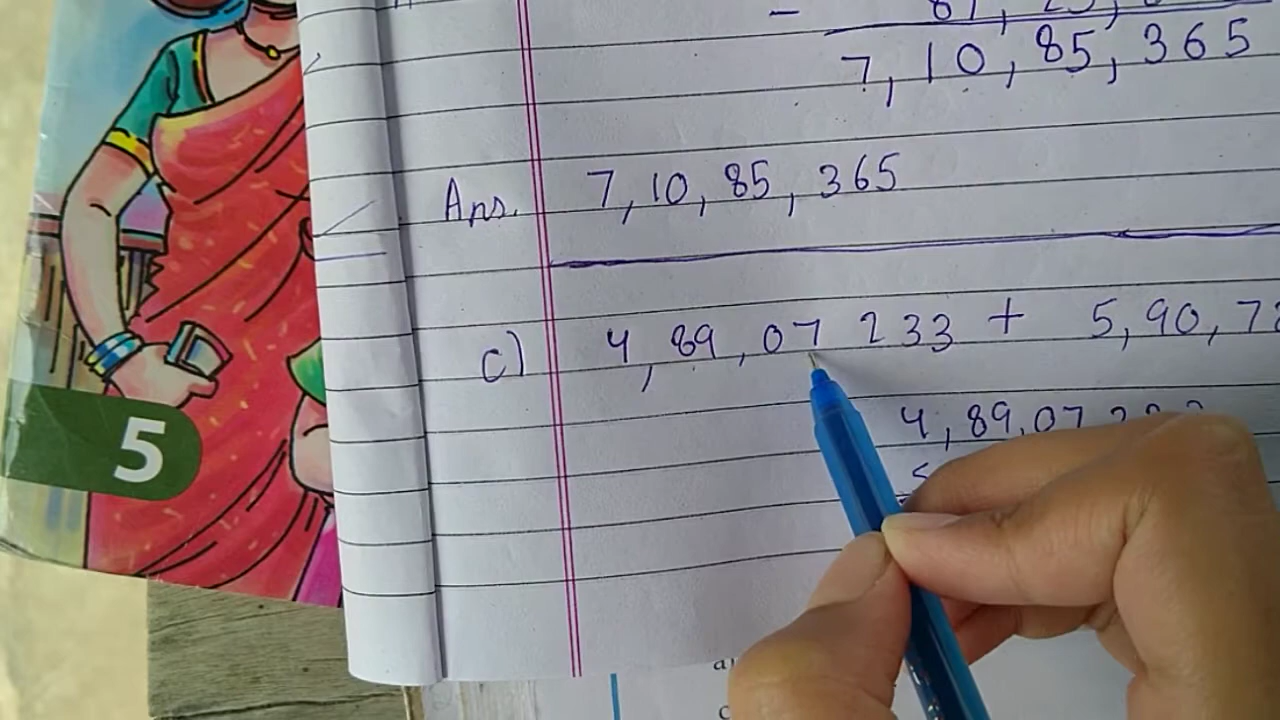 7,10,85,365
Ans. 7,10,85,365
c) 4,89,07 233 + 5,90,7
4,89,07
5